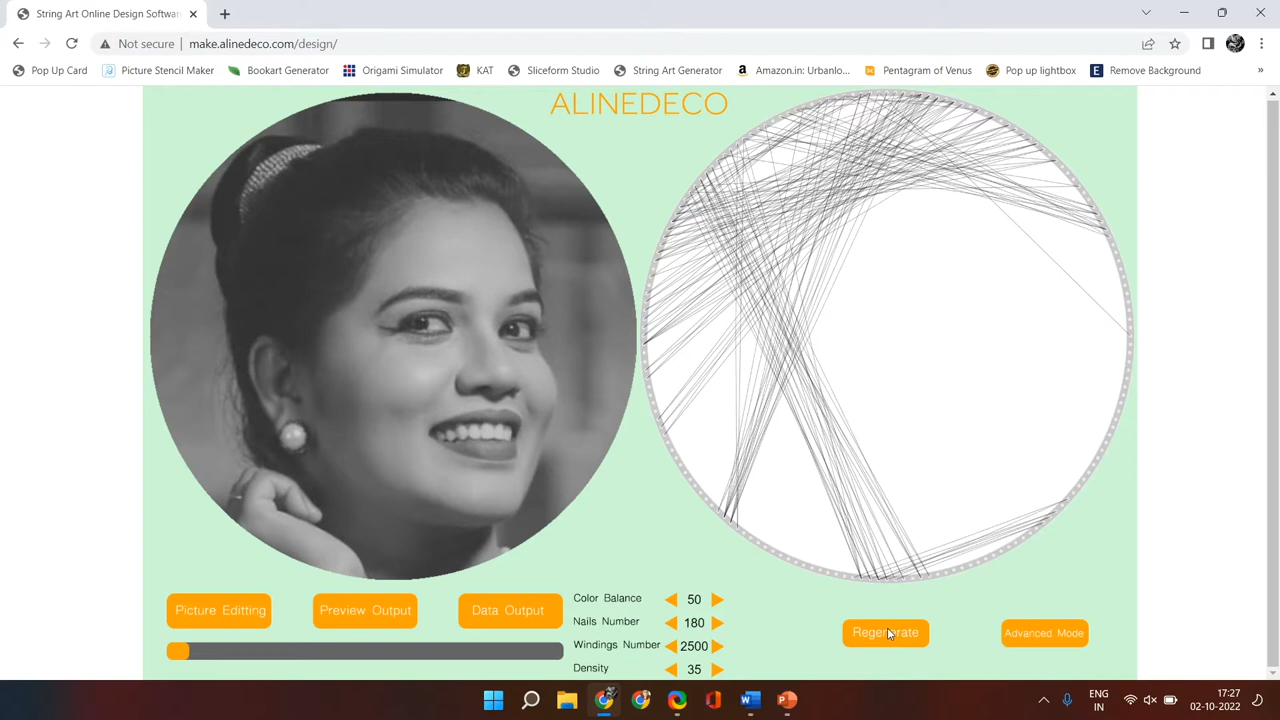 String Art Online Design Softwa
Not secure
make.alinedeco.com/design/
Pop Up Card
Picture Stencil Maker
Bookart Generator
Origami Simulator
KAT
Sliceform Studio
String Art Generator
Amazon.in: Urbanlo...
Pentagram of Venus
Pop up lightbox
Remove Background
»
ALINEDECO
Picture Editting
Preview Output
Data Output
Color Balance 50
Nails Number 180
Windings Number 2500
Density 35
Regenerate
Advanced Mode
ENG
IN
17:27
02-10-2022